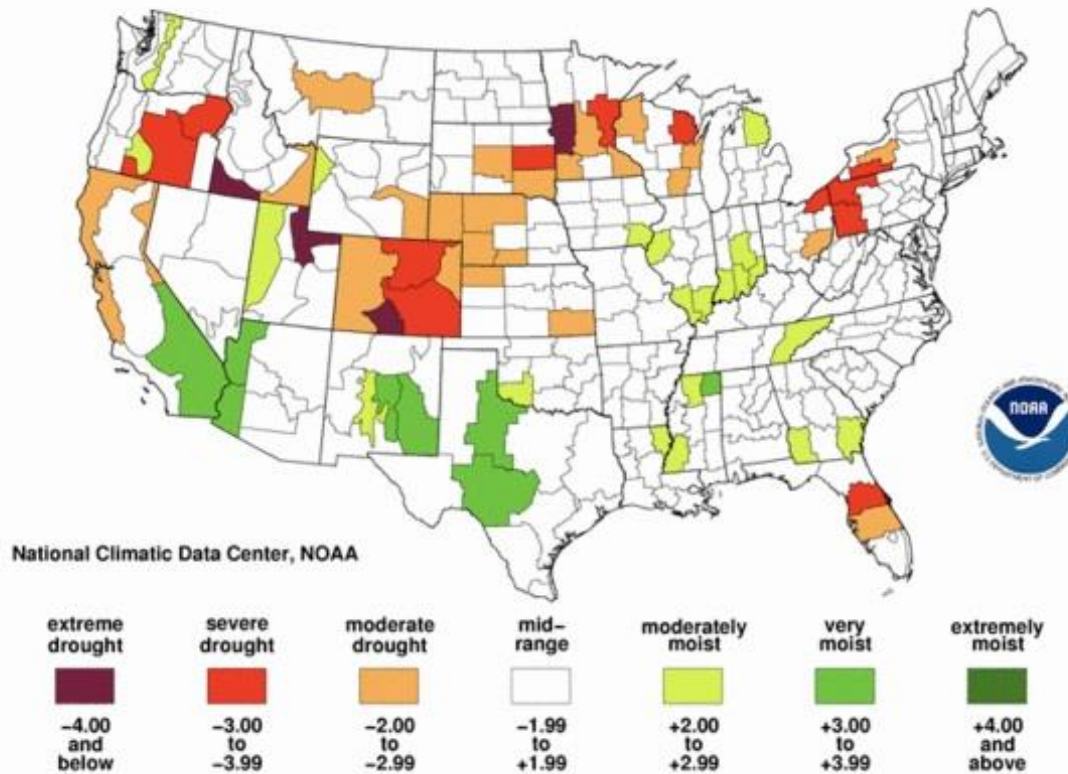 NOAA
National Climatic Data Center, NOAA
extreme drought
severe drought
moderate drought
mid-range
moderately moist
very moist
extremely moist
-4.00 and below
-3.00 to -3.99
-2.00 to -2.99
-1.99 to +1.99
+2.00 to +2.99
+3.00 to +3.99
+4.00 and above